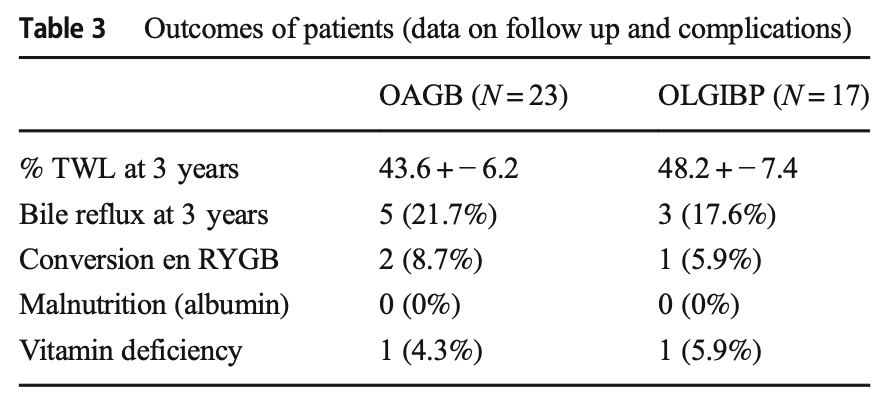 Table 3 Outcomes of patients (data on follow up and complications)
OAGB (N = 23) OLGIBP (N = 17)
% TWL at 3 years 43.6 +− 6.2 48.2 +− 7.4
Bile reflux at 3 years 5 (21.7%) 3 (17.6%)
Conversion en RYGB 2 (8.7%) 1 (5.9%)
Malnutrition (albumin) 0 (0%) 0 (0%)
Vitamin deficiency 1 (4.3%) 1 (5.9%)